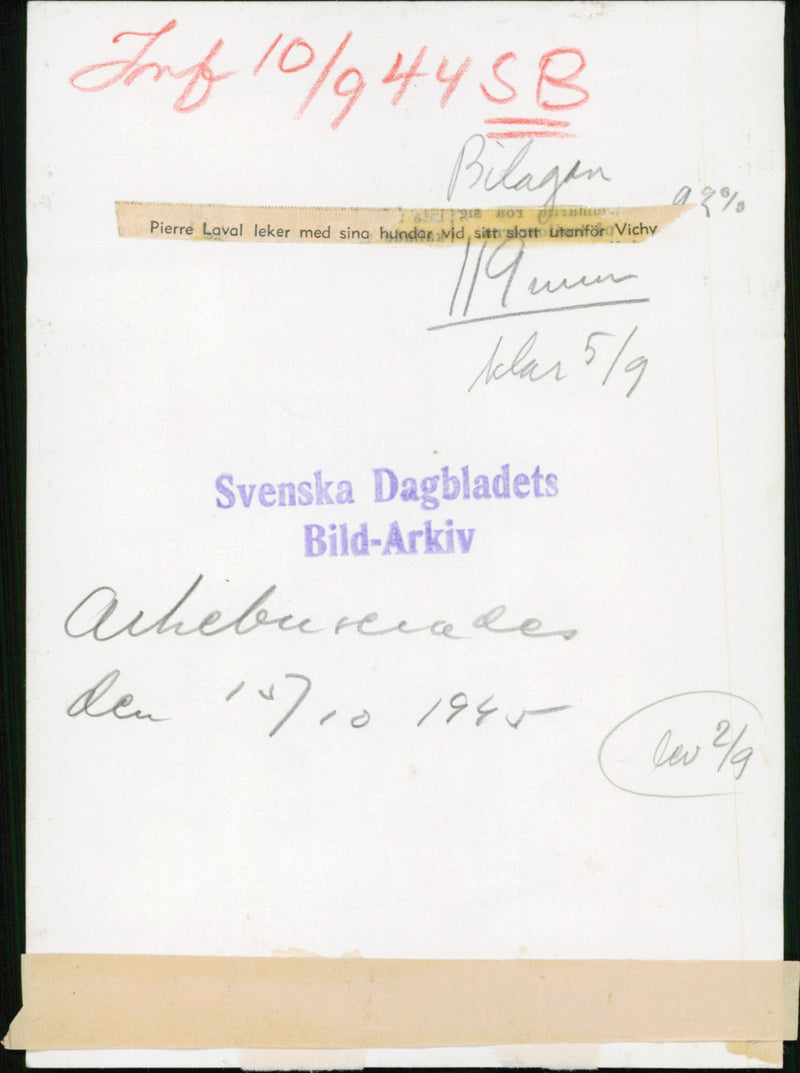 Inf 10/9 44 SB
Bilagan
92%
Pierre Laval leker med sina hundar vid sitt slott utanför Vichy
119 mm
klar 5/9
Svenska Dagbladets
Bild-Arkiv
Arkebuserades
den 15/10 1945
lev 2/9